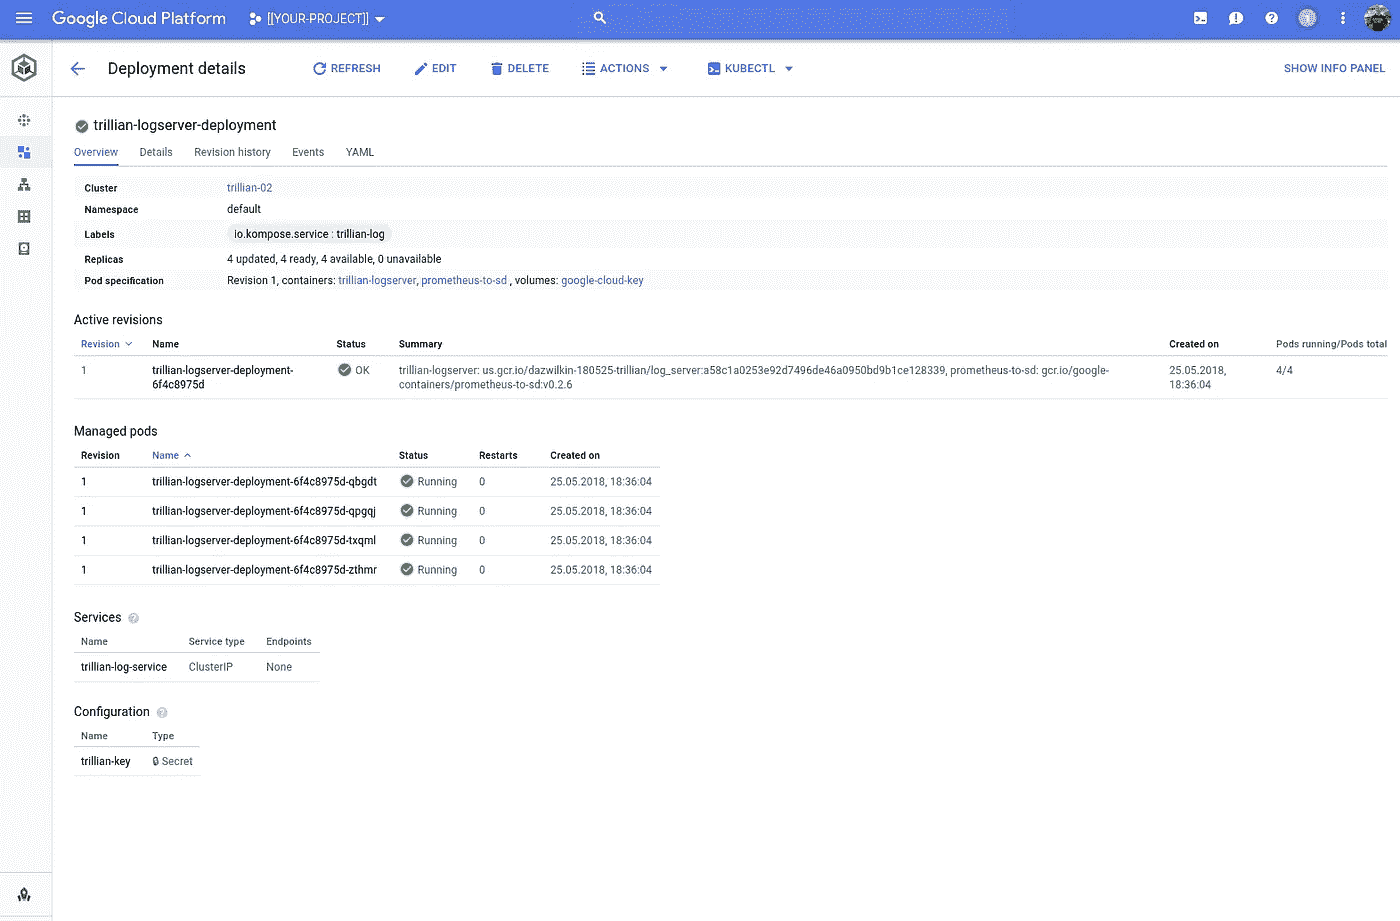 Google Cloud Platform [[YOUR-PROJECT]]
Deployment details REFRESH EDIT DELETE ACTIONS KUBECTL SHOW INFO PANEL
trillian-logserver-deployment
Overview Details Revision history Events YAML
Cluster trillian-02
Namespace default
Labels io.kompose.service : trillian-log
Replicas 4 updated, 4 ready, 4 available, 0 unavailable
Pod specification Revision 1, containers: trillian-logserver, prometheus-to-sd , volumes: google-cloud-key
Active revisions
Revision Name Status Summary Created on Pods running/Pods total
1 trillian-logserver-deployment- OK trillian-logserver: us.gcr.io/dazwilkin-180525-trillian/log_server:a58c1a0253e92d7496de46a0950bd9b1ce128339, prometheus-to-sd: gcr.io/google- 25.05.2018, 4/4
6f4c8975d containers/prometheus-to-sd:v0.2.6 18:36:04
Managed pods
Revision Name Status Restarts Created on
1 trillian-logserver-deployment-6f4c8975d-qbgdt Running 0 25.05.2018, 18:36:04
1 trillian-logserver-deployment-6f4c8975d-qpgqj Running 0 25.05.2018, 18:36:04
1 trillian-logserver-deployment-6f4c8975d-txqml Running 0 25.05.2018, 18:36:04
1 trillian-logserver-deployment-6f4c8975d-zthmr Running 0 25.05.2018, 18:36:04
Services
Name Service type Endpoints
trillian-log-service ClusterIP None
Configuration
Name Type
trillian-key Secret